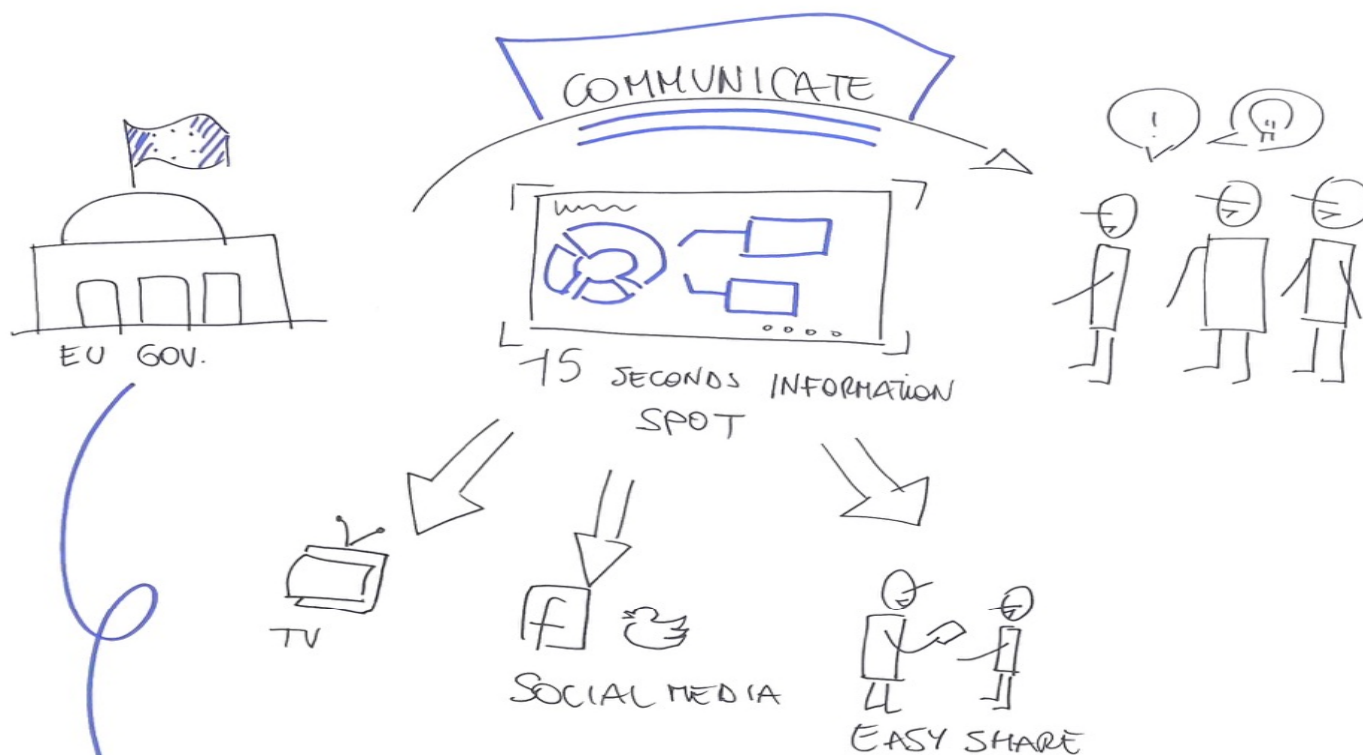 COMMUNICATE
!
EU GOV.
15 SECONDS INFORMATION
SPOT
TV
f
SOCIAL MEDIA
EASY SHARE